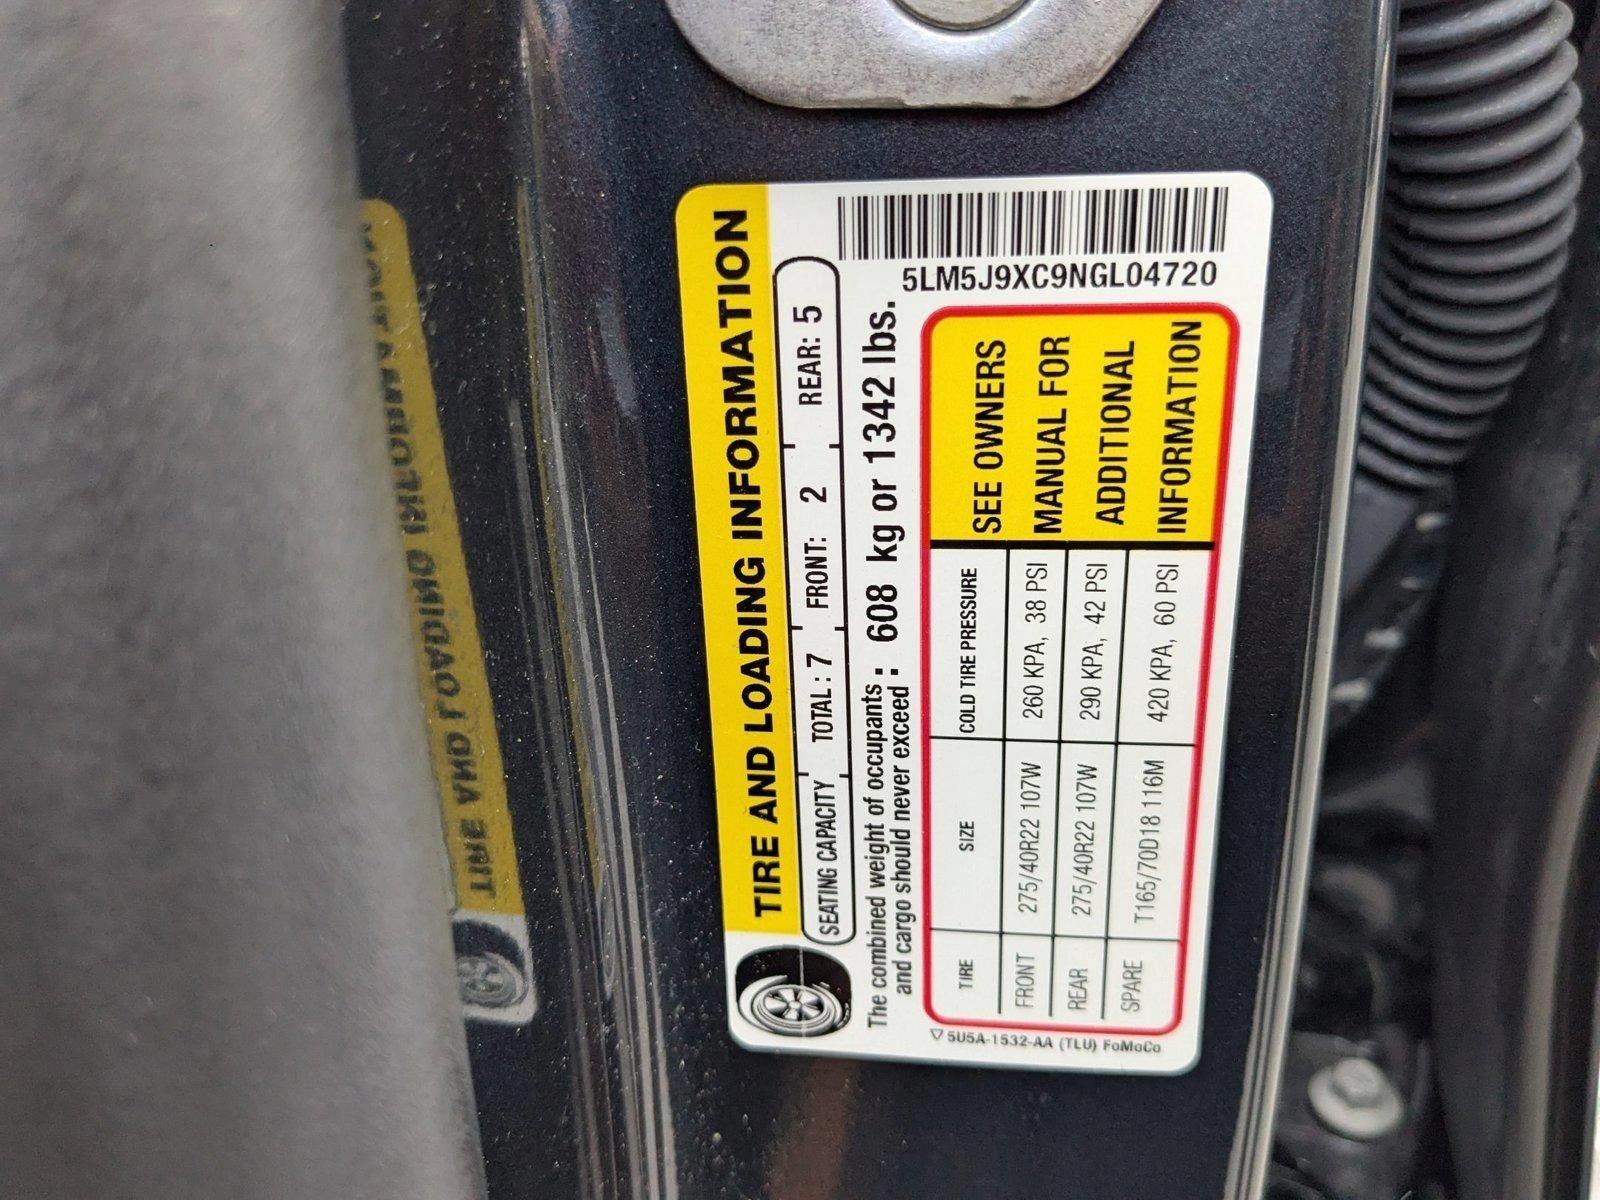 TIRE AND LOADING INFORMATION
SEATING CAPACITY TOTAL : 7 FRONT: 2 REAR: 5
The combined weight of occupants : 608 kg or 1342 lbs.
and cargo should never exceed :
5LM5J9XC9NGL04720
TIRE SIZE COLD TIRE PRESSURE
FRONT 275/40R22 107W 260 KPA, 38 PSI
REAR 275/40R22 107W 290 KPA, 42 PSI
SPARE T165/70D18 116M 420 KPA, 60 PSI
SEE OWNERS
MANUAL FOR
ADDITIONAL
INFORMATION
5U5A-1532-AA (TLU) FoMoCo
TIRE AND LOADING INFORMATION